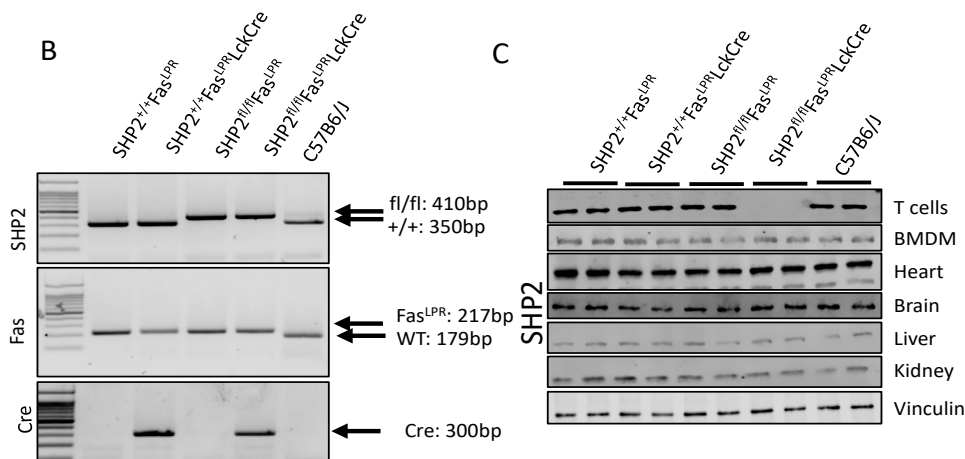 B
SHP2+/+FasLPR
SHP2+/+FasLPRLckCre
SHP2fl/flFasLPR
SHP2fl/flFasLPRLckCre
C57B6/J
SHP2
fl/fl: 410bp
+/+: 350bp
Fas
FasLPR: 217bp
WT: 179bp
Cre
Cre: 300bp
C
SHP2+/+FasLPR
SHP2+/+FasLPRLckCre
SHP2fl/flFasLPR
SHP2fl/flFasLPRLckCre
C57B6/J
SHP2
T cells
BMDM
Heart
Brain
Liver
Kidney
Vinculin